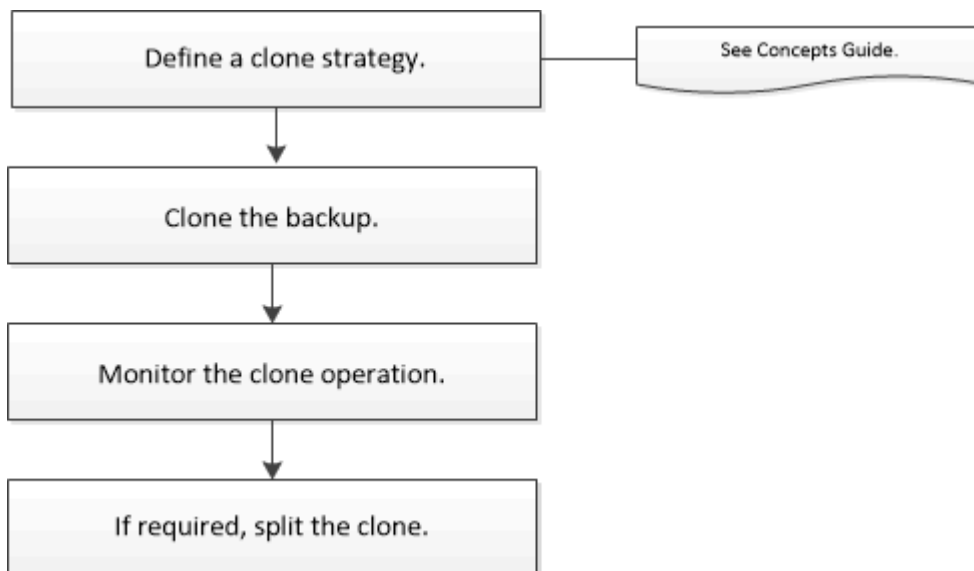 Define a clone strategy.
See Concepts Guide.
Clone the backup.
Monitor the clone operation.
If required, split the clone.